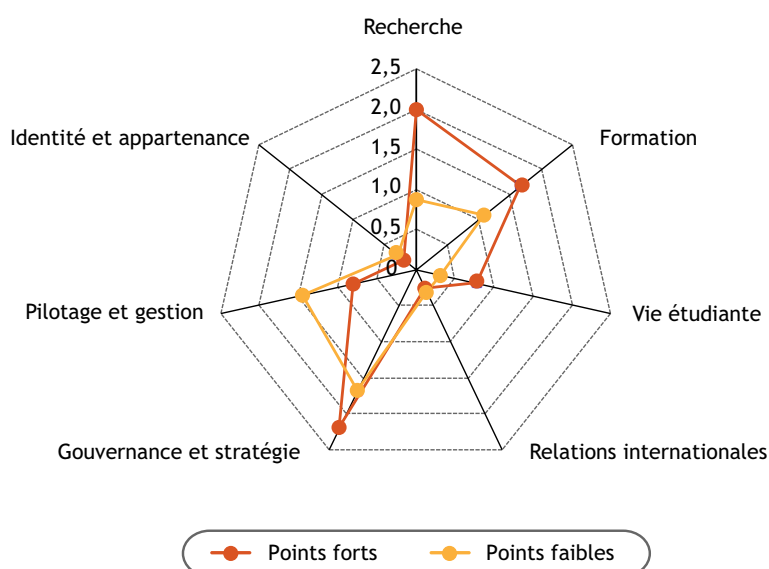 Recherche
2,5
2,0
1,5
1,0
0,5
0
Identité et appartenance
Formation
Pilotage et gestion
Vie étudiante
Gouvernance et stratégie
Relations internationales
Points forts
Points faibles